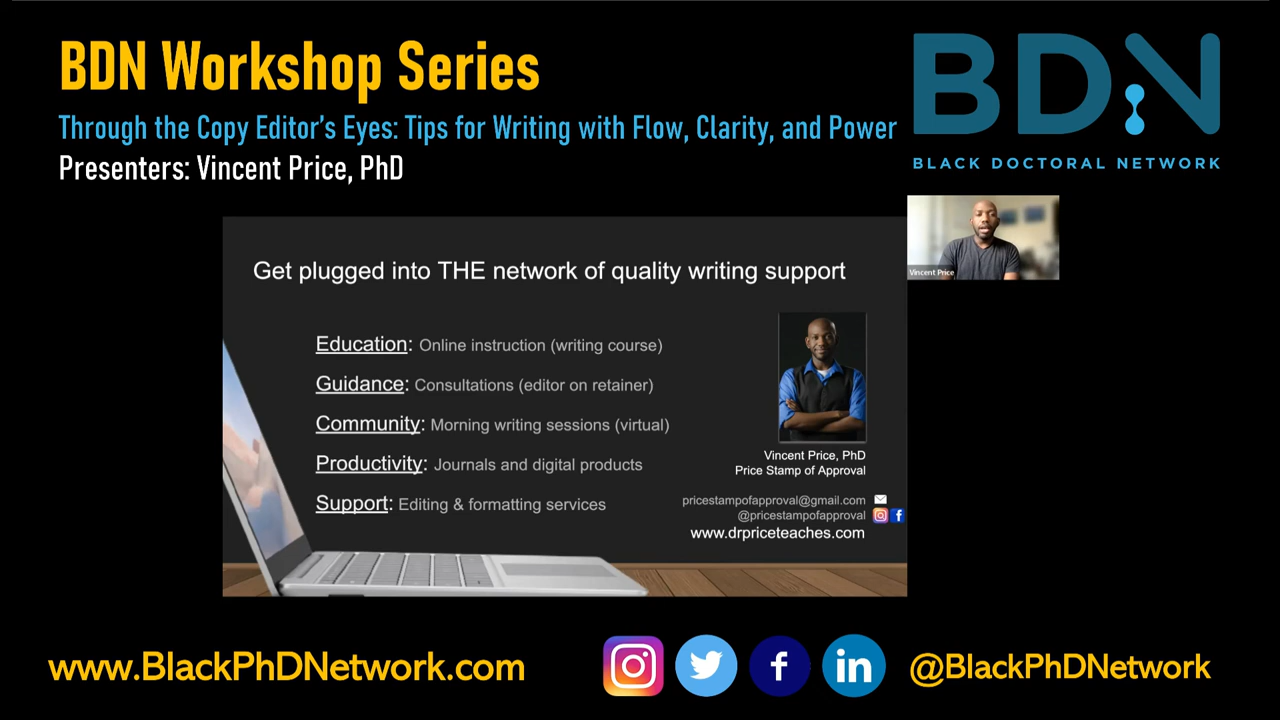 BDN Workshop Series
Through the Copy Editor's Eyes: Tips for Writing with Flow, Clarity, and Power
Presenters: Vincent Price, PhD
BDN
BLACK DOCTORAL NETWORK
Vincent Price
Get plugged into THE network of quality writing support
Education: Online instruction (writing course)
Guidance: Consultations (editor on retainer)
Community: Morning writing sessions (virtual)
Productivity: Journals and digital products
Support: Editing & formatting services
Vincent Price, PhD
Price Stamp of Approval
pricestampofapproval@gmail.com
@pricestampofapproval
www.drpriceteaches.com
www.BlackPhDNetwork.com
@BlackPhDNetwork